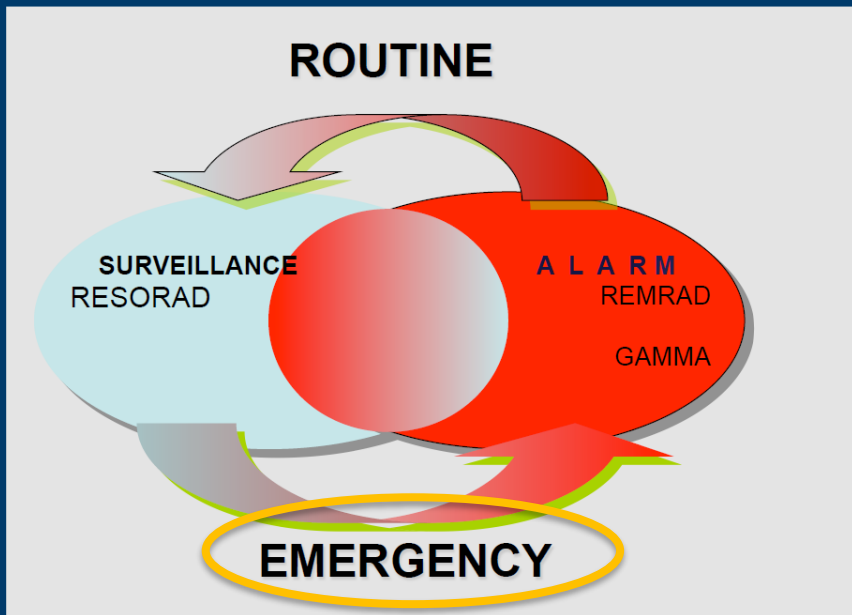 ROUTINE
SURVEILLANCE
RESORAD
A L A R M
REMRAD
GAMMA
EMERGENCY